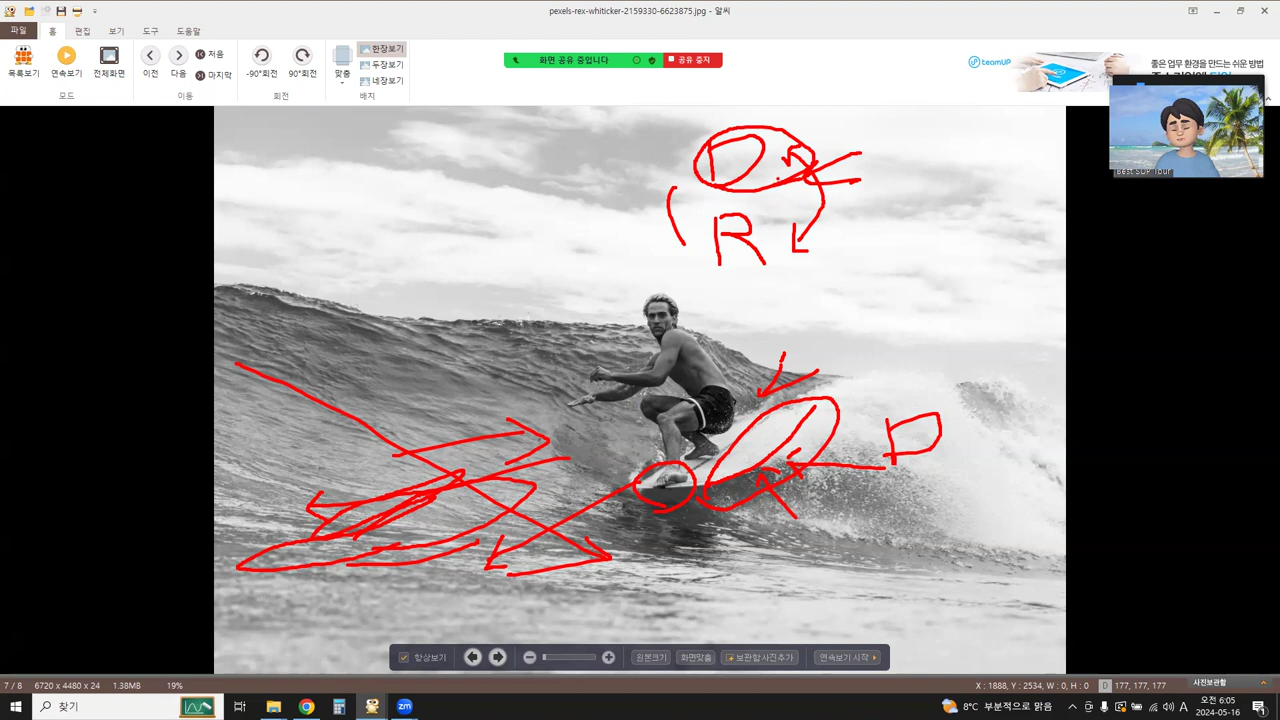 pexels-rex-whiticker-2159330-6623875.jpg - 알씨
파일 홈 편집 보기 도구 도움말
목록보기 연속보기 전체화면 이전 다음 처음 마지막 -90°회전 90°회전 맞춤 한장보기 두장보기 네장보기
모드 이동 회전 배치
화면 공유 중입니다 공유 중지
teamUP
좋은 업무 환경을 만드는 쉬운 방법
Best SUP Tour
D
R
D
항상보기 원본크기 화면맞춤 보관함 사진추가 연속보기 시작
7 / 8 6720 x 4480 x 24 1.38MB 19% X : 1888, Y : 2534, W : 0, H : 0 D 177, 177, 177 사진보관함
찾기 zm 8°C 부분적으로 맑음 A 오전 6:05
2024-05-16